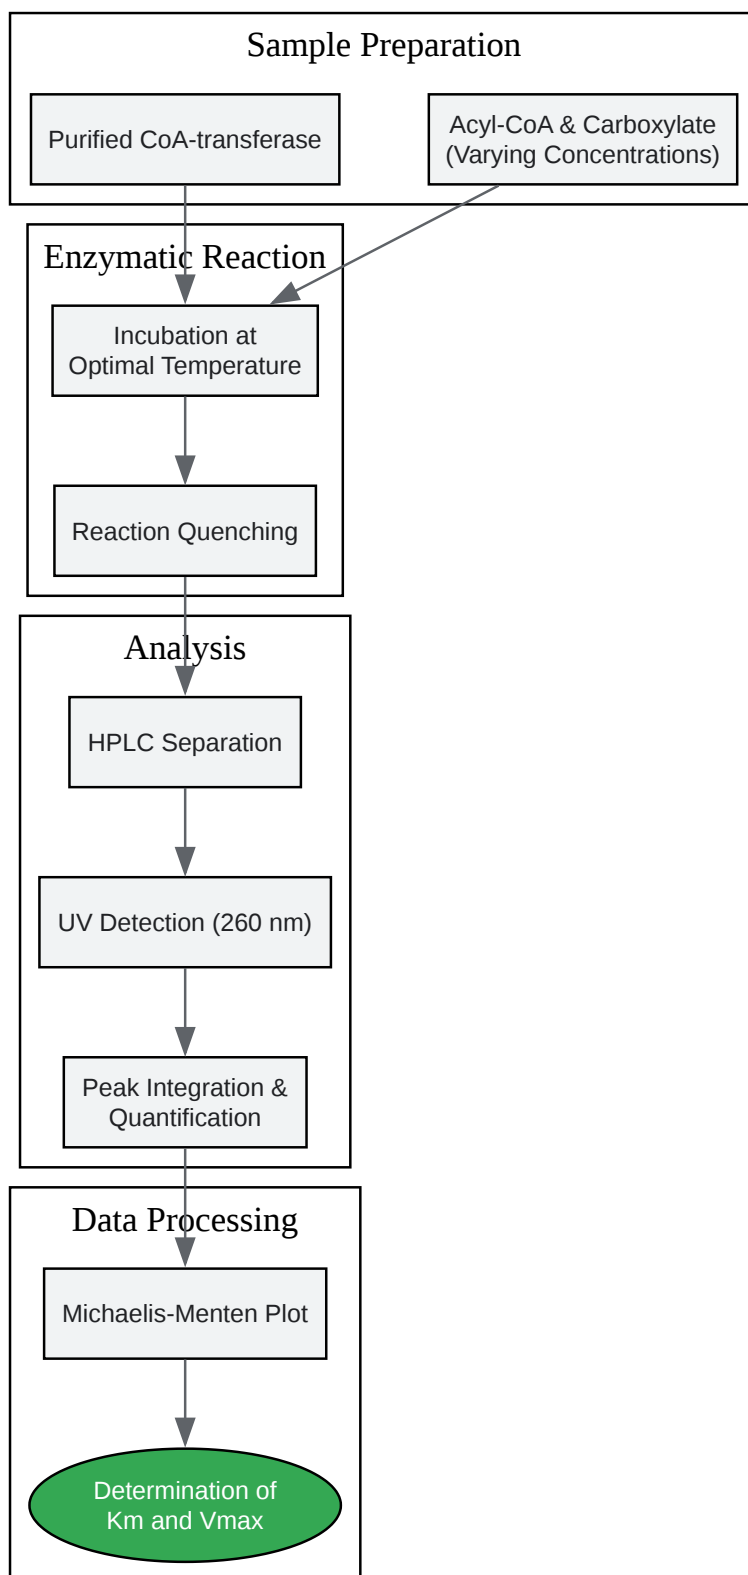 Sample Preparation
Purified CoA-transferase
Acyl-CoA & Carboxylate
(Varying Concentrations)
Enzymatic Reaction
Incubation at
Optimal Temperature
Reaction Quenching
Analysis
HPLC Separation
UV Detection (260 nm)
Peak Integration &
Quantification
Data Processing
Michaelis-Menten Plot
Determination of
Km and Vmax